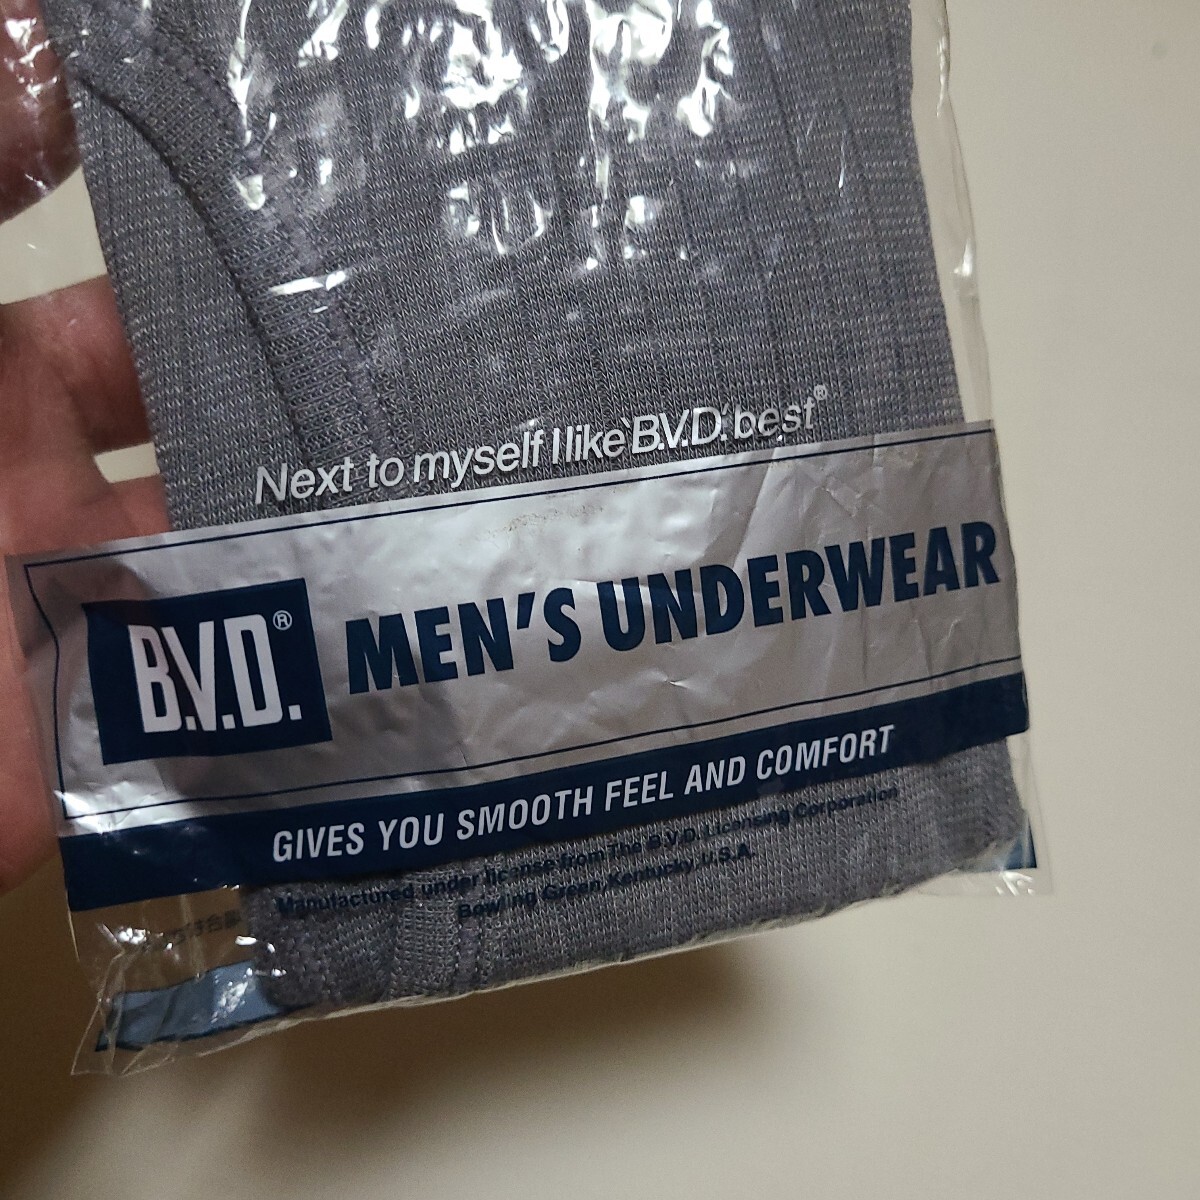 Next to myself I like ‘B.V.D.’ best®
B.V.D.®
MEN'S UNDERWEAR
GIVES YOU SMOOTH FEEL AND COMFORT
Manufactured under license from The B.V.D. Licensing Corporation
Bowling Green, Kentucky, U.S.A.